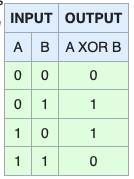 INPUT OUTPUT
A B A XOR B
0 0 0
0 1 1
1 0 1
1 1 0